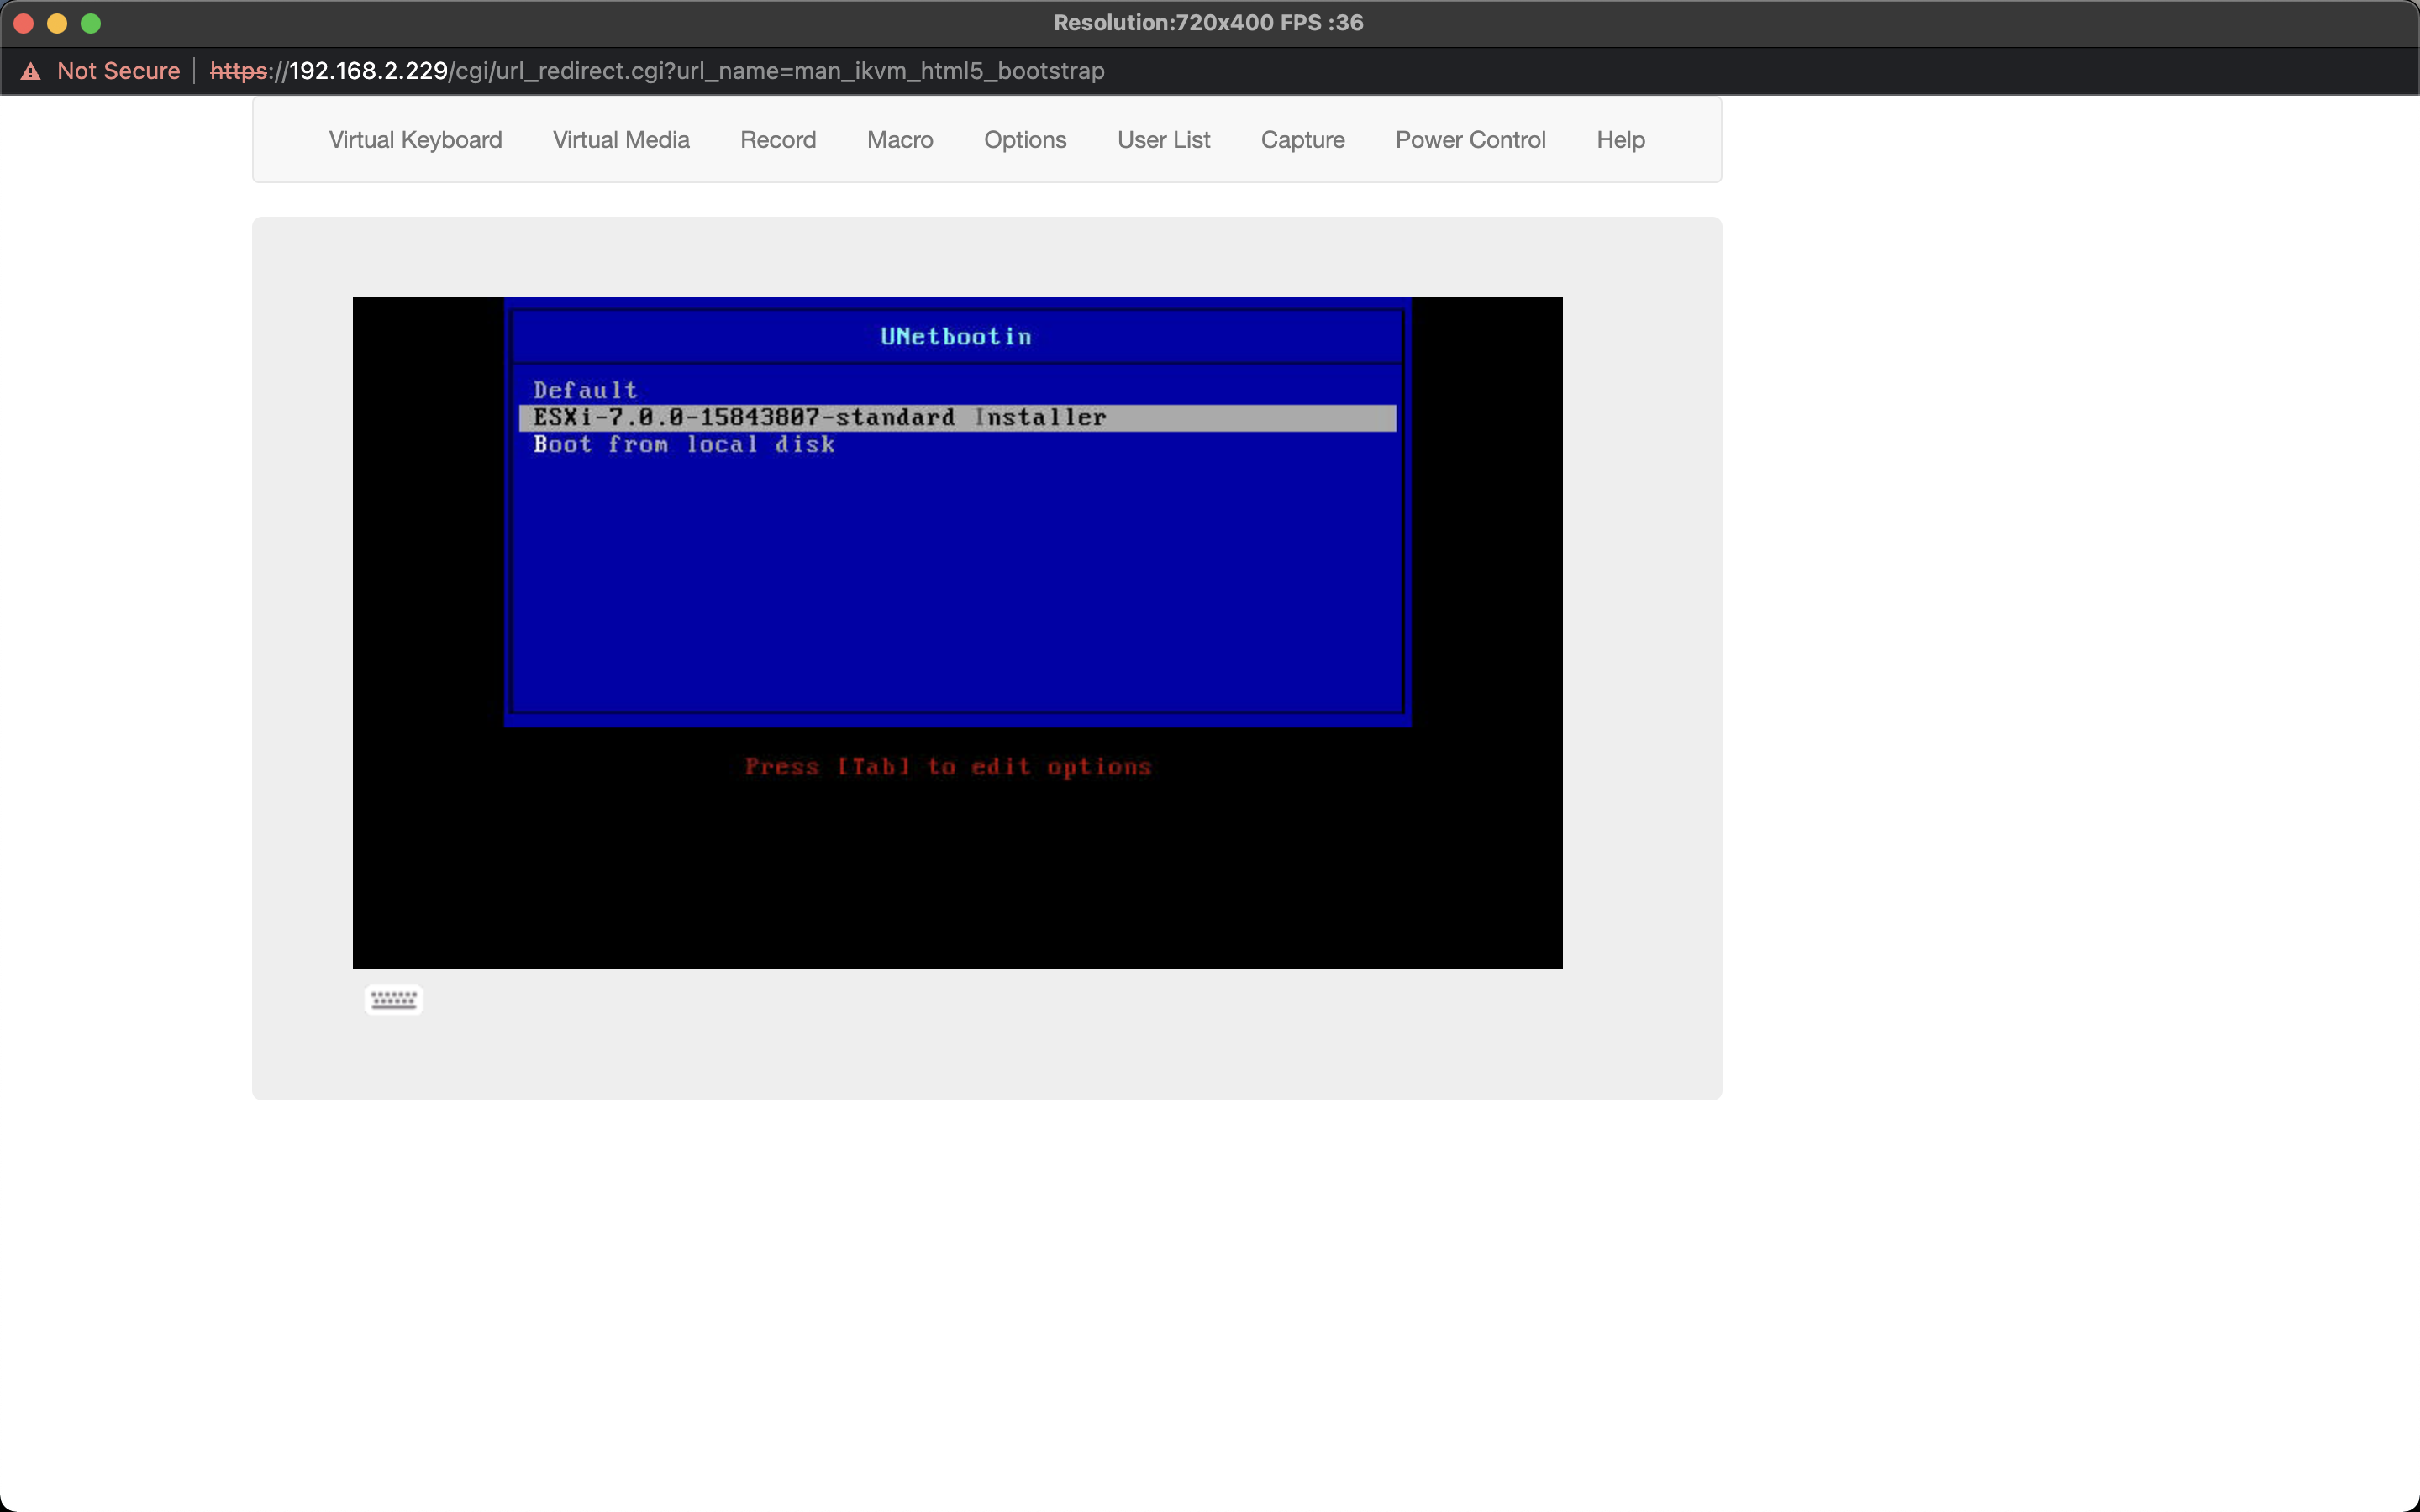 Resolution:720x400 FPS :36
Not Secure https://192.168.2.229/cgi/url_redirect.cgi?url_name=man_ikvm_html5_bootstrap
Virtual Keyboard Virtual Media Record Macro Options User List Capture Power Control Help
UNetbootin
Default
ESXi-7.0.0-15843807-standard Installer
Boot from local disk
Press [Tab] to edit options